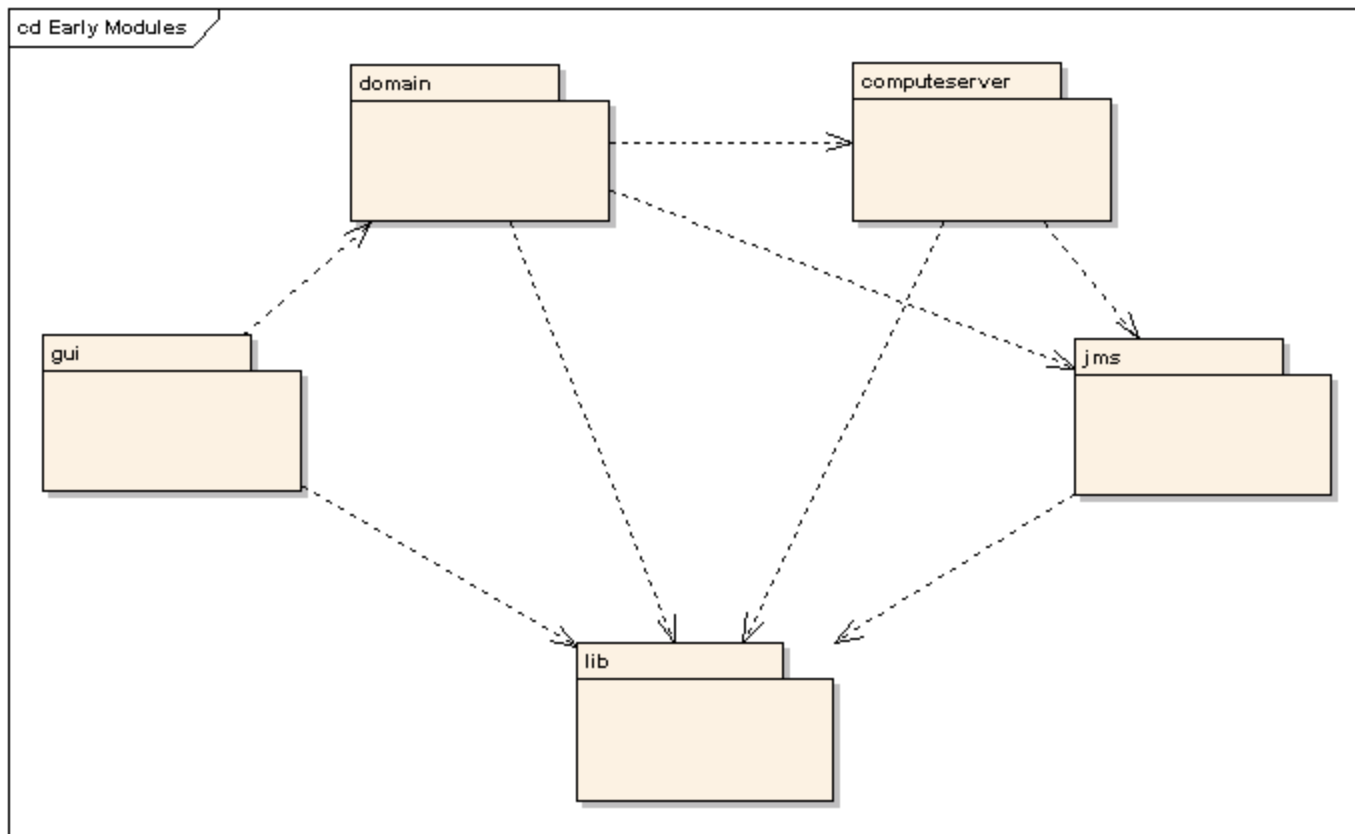 cd Early Modules
domain
computeserver
gui
jms
lib